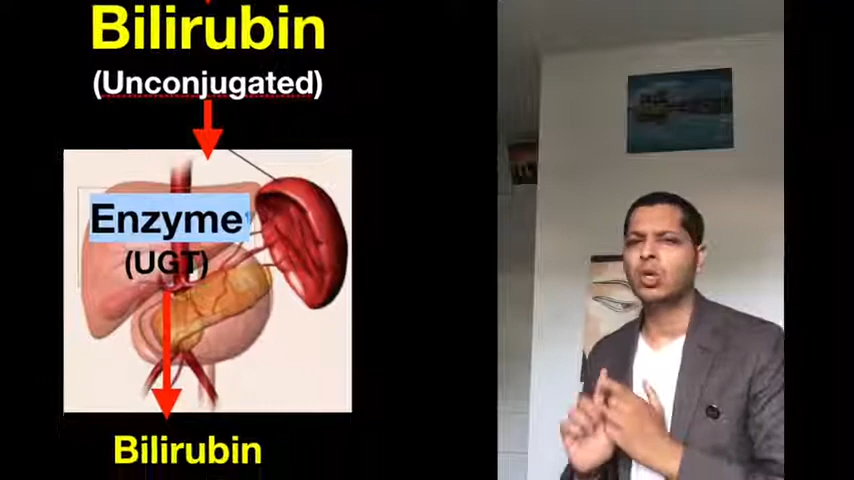 Bilirubin
(Unconjugated)
Enzyme
(UGT)
Bilirubin